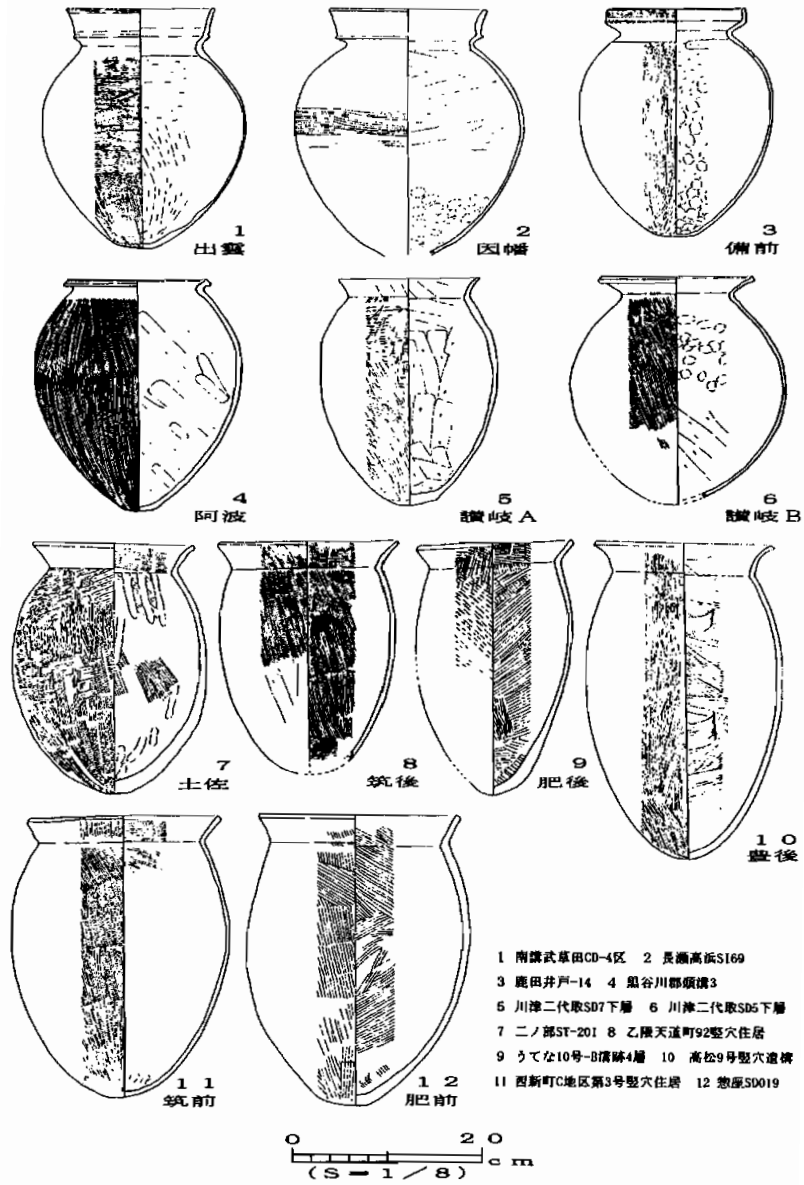 1
出雲
2
因幡
3
備前
4
阿波
5
讃岐A
6
讃岐B
7
土佐
8
筑後
9
肥後
10
豊後
11
筑前
12
肥前
1 南講武草田CD-4区 2 長瀬高浜SI69
3 鹿田井戸-14 4 黒谷川郡頭溝3
5 川津二代取SD7下層 6 川津二代取SD5下層
7 二ノ部ST-201 8 乙隈天道町92竪穴住居
9 うてな10号-B溝跡4層 10 高松9号竪穴遺構
11 西新町C地区第3号竪穴住居 12 惣座SD019
0 20
cm
(S=1/8)